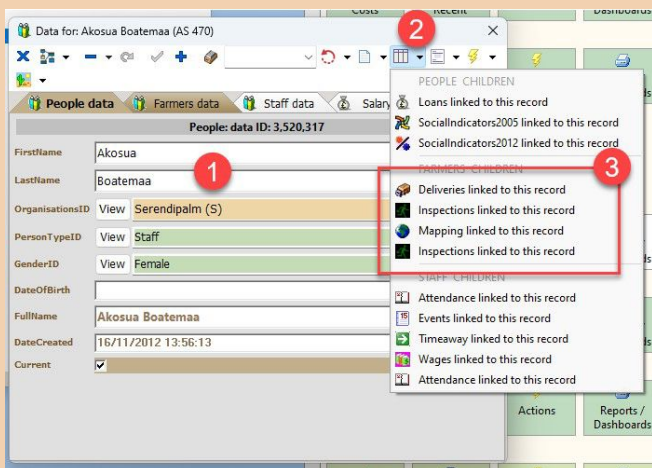 Costs
Recent
Dashboards
Data for: Akosua Boatemaa (AS 470)
2
People data
Farmers data
Staff data
Salary
People: data ID: 3,520,317
FirstName
Akosua
1
LastName
Boatemaa
OrganisationsID
View
Serendipalm (S)
PersonTypeID
View
Staff
GenderID
View
Female
DateOfBirth
FullName
Akosua Boatemaa
DateCreated
16/11/2012 13:56:13
Current
PEOPLE CHILDREN
Loans linked to this record
SocialIndicators2005 linked to this record
SocialIndicators2012 linked to this record
3
FARMERS CHILDREN
Deliveries linked to this record
Inspections linked to this record
Mapping linked to this record
Inspections linked to this record
STAFF CHILDREN
Attendance linked to this record
Events linked to this record
Timeaway linked to this record
Wages linked to this record
Attendance linked to this record
Actions
Reports /
Dashboards